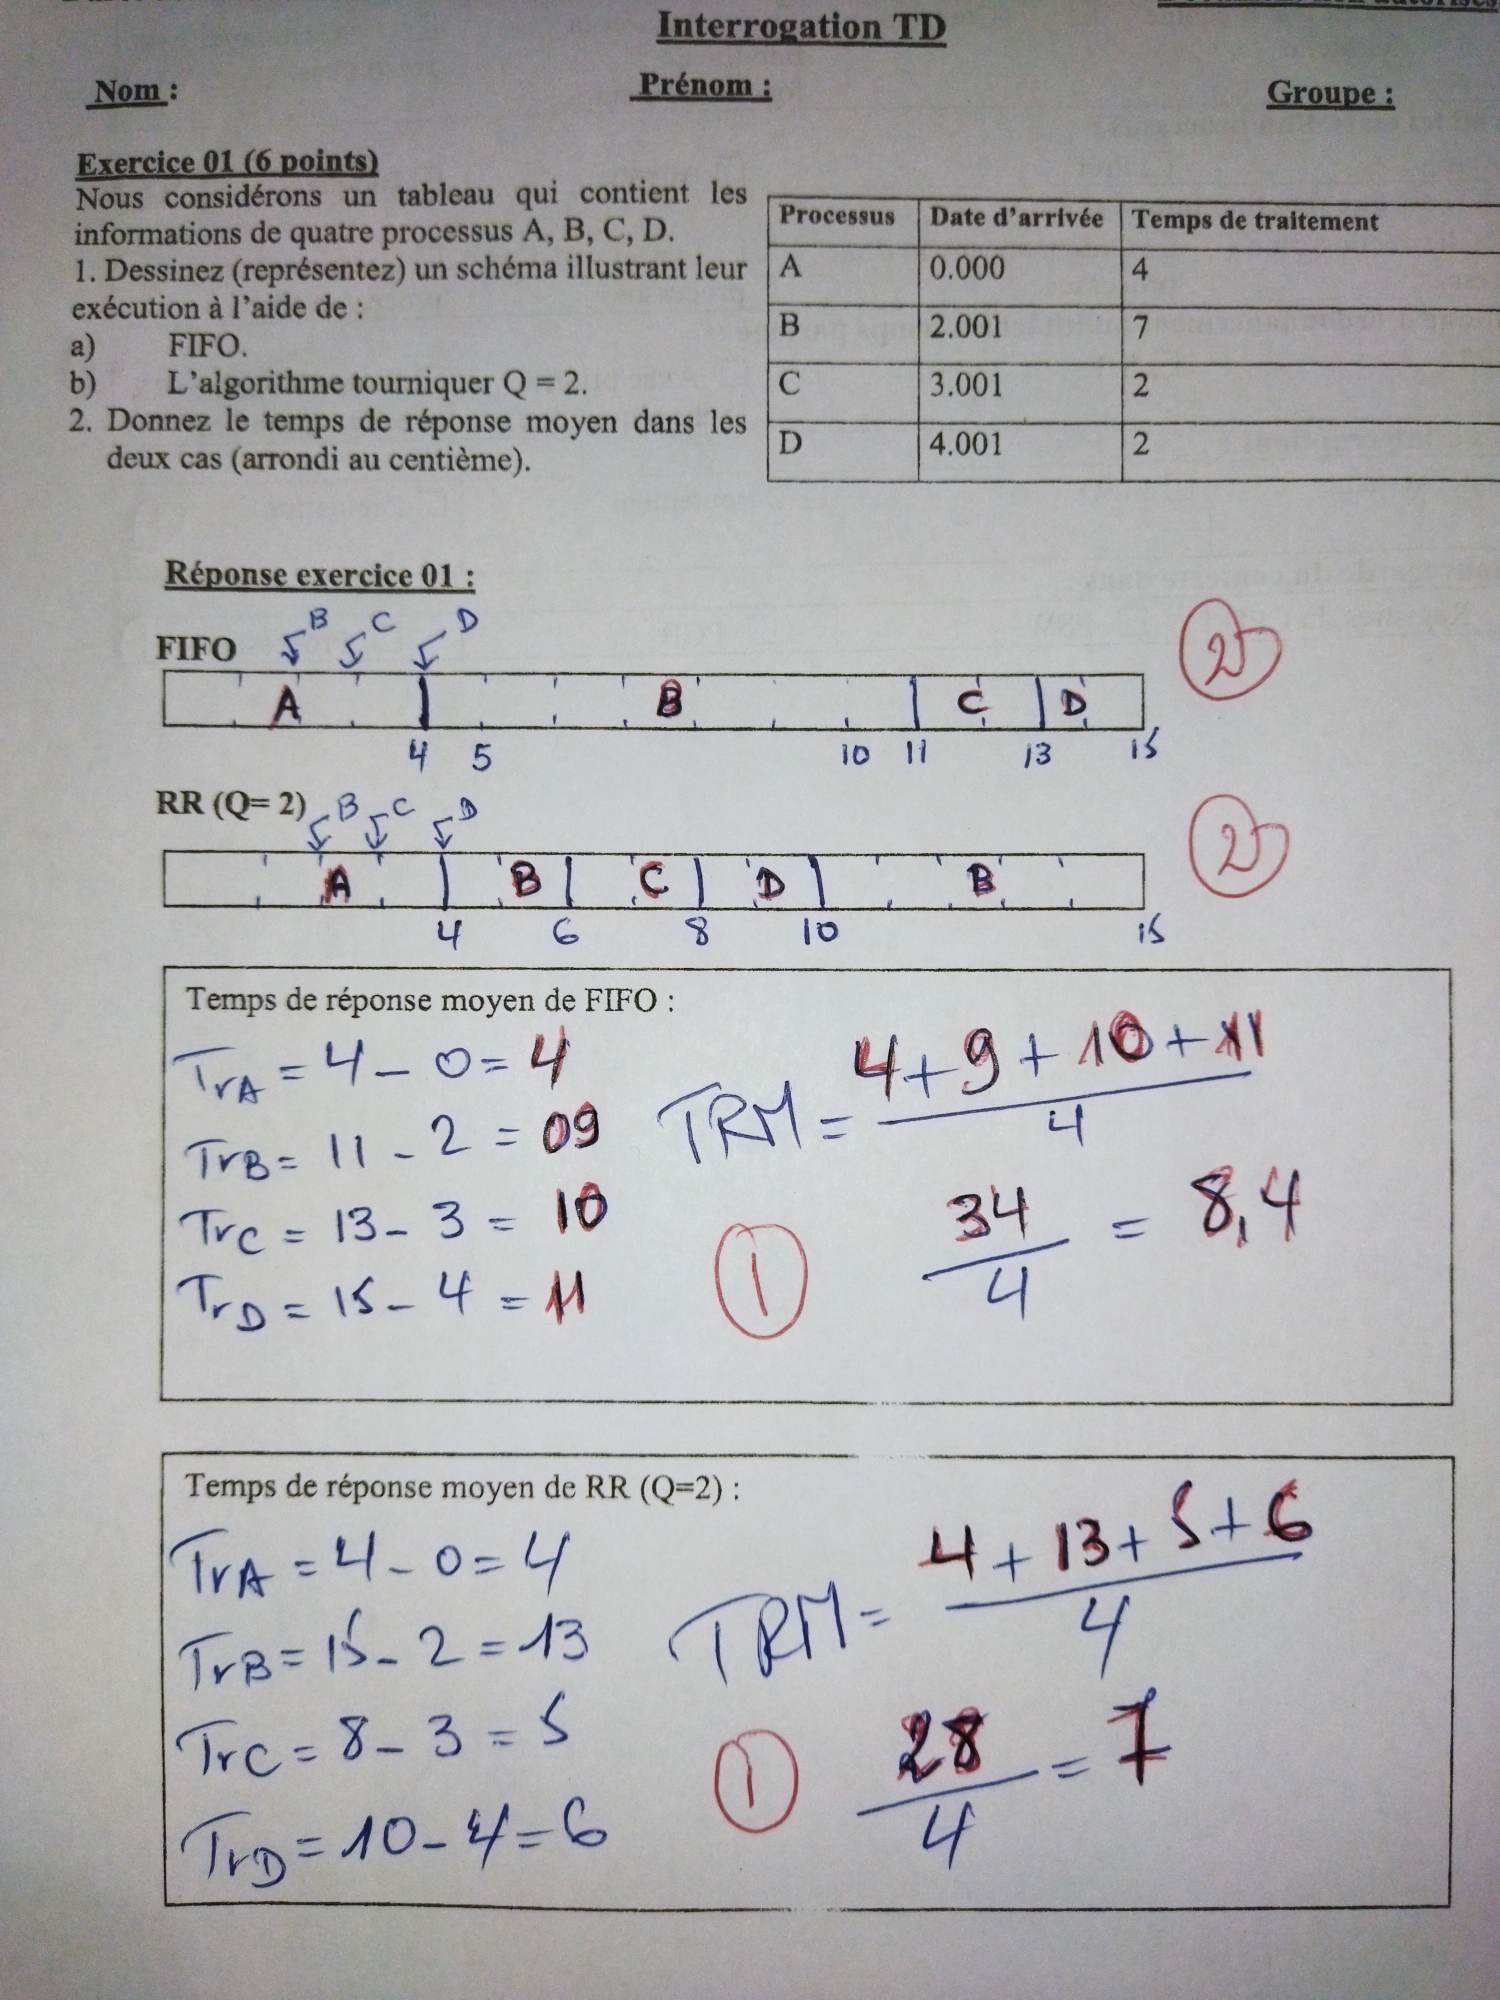 Interrogation TD
Nom :
Prénom :
Groupe :
Exercice 01 (6 points)
Nous considérons un tableau qui contient les
informations de quatre processus A, B, C, D.
1. Dessinez (représentez) un schéma illustrant leur
exécution à l'aide de :
a) FIFO.
b) L'algorithme tourniquer Q = 2.
2. Donnez le temps de réponse moyen dans les
deux cas (arrondi au centième).
Processus Date d'arrivée Temps de traitement
A 0.000 4
B 2.001 7
C 3.001 2
D 4.001 2
Réponse exercice 01 :
B C D
FIFO
2
A B C D
4 5 10 11 13 15
RR (Q= 2) B C D
2
A B C D B
4 6 8 10 15
Temps de réponse moyen de FIFO :
TrA = 4 - 0 = 4
TrB = 11 - 2 = 09
TrC = 13 - 3 = 10
TrD = 15 - 4 = 11
TRM = 4 + 9 + 10 + 11
4
34 = 8,4
4
1
Temps de réponse moyen de RR (Q=2) :
TrA = 4 - 0 = 4
TrB = 15 - 2 = 13
TrC = 8 - 3 = 5
TrD = 10 - 4 = 6
TRM = 4 + 13 + 5 + 6
4
28 = 7
4
1